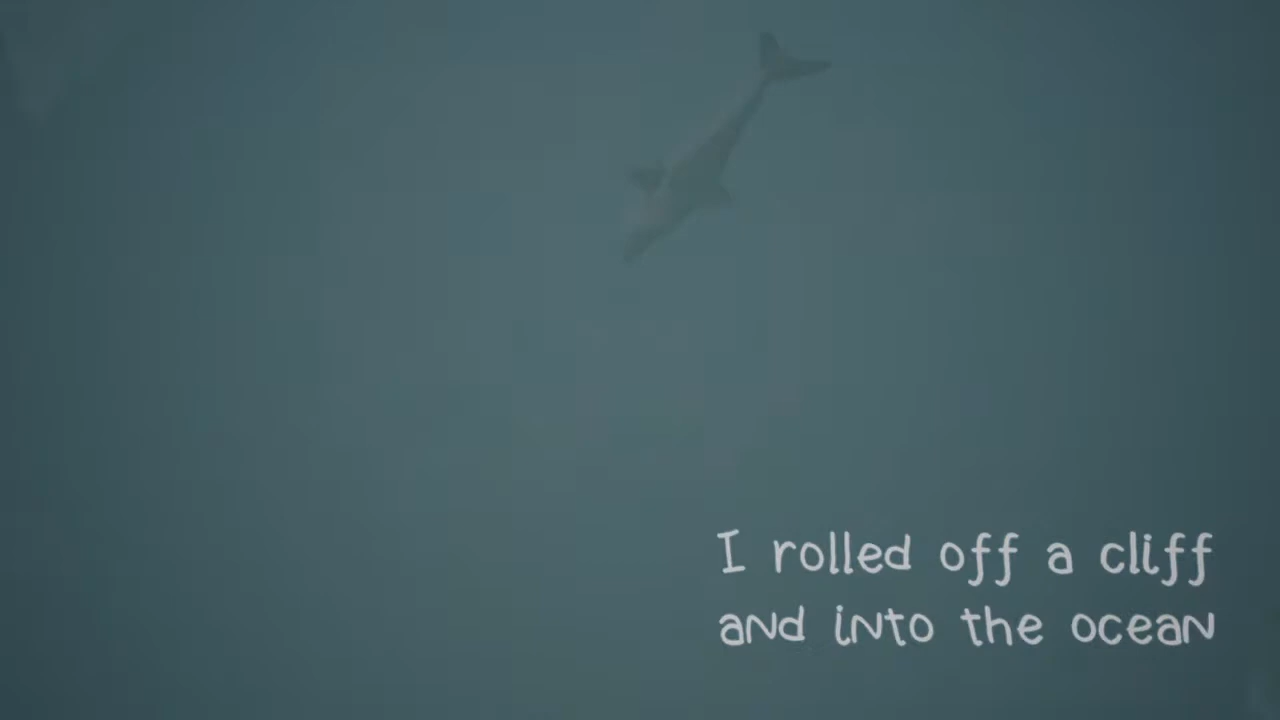 I rolled off a cliff
and into the ocean